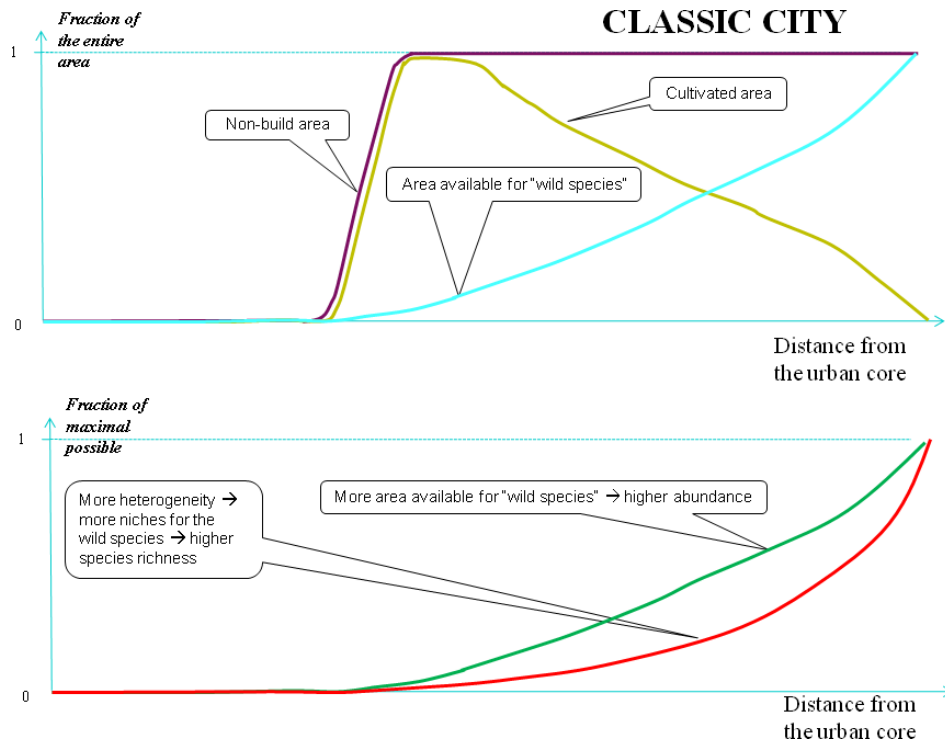 Fraction of
the entire
area
CLASSIC CITY
1
Non-build area
Cultivated area
Area available for “wild species”
0
Distance from
the urban core
Fraction of
maximal
possible
1
More heterogeneity →
more niches for the
wild species → higher
species richness
More area available for “wild species” → higher abundance
0
Distance from
the urban core